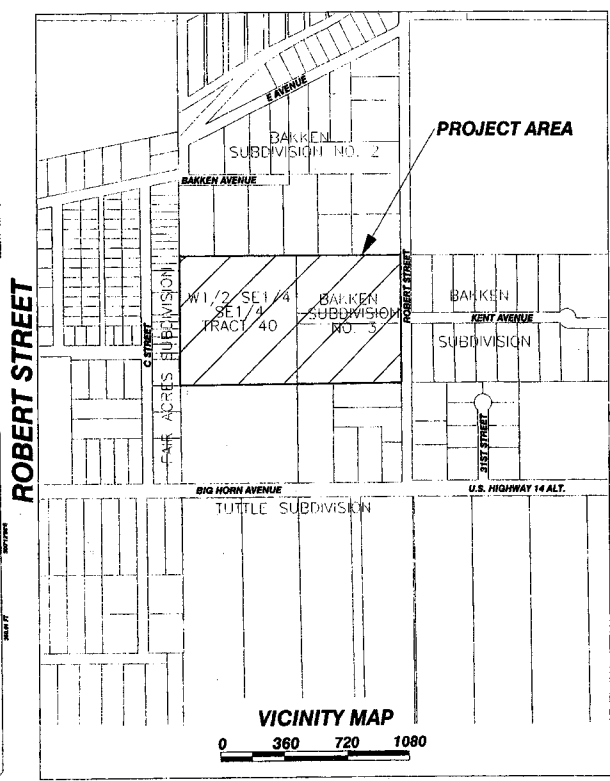 E AVENUE
BAKKEN
SUBDIVISION NO. 2
PROJECT AREA
BAKKEN AVENUE
ROBERT STREET
W1/2 SE1/4
SE1/4
TRACT 40
BAKKEN
SUBDIVISION
NO. 3
ROBERT STREET
BAKKEN
KENT AVENUE
SUBDIVISION
C STREET
FAIR ACRES SUBDIVISION
31ST STREET
BIG HORN AVENUE
U.S. HIGHWAY 14 ALT.
TUTTLE SUBDIVISION
VICINITY MAP
0 360 720 1080